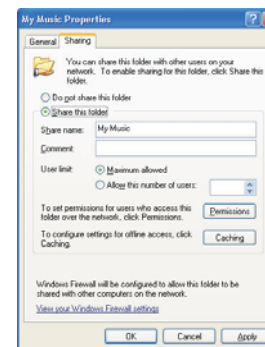 My Music Properties
General Sharing
You can share this folder with other users on your
network. To enable sharing for this folder, click Share this
folder.
Do not share this folder
Share this folder
Share name: My Music
Comment:
User limit: Maximum allowed
Allow this number of users:
To set permissions for users who access this
folder over the network, click Permissions.
Permissions
To configure settings for offline access, click
Caching.
Caching
Windows Firewall will be configured to allow this folder to be
shared with other computers on the network.
View your Windows Firewall settings
OK Cancel Apply